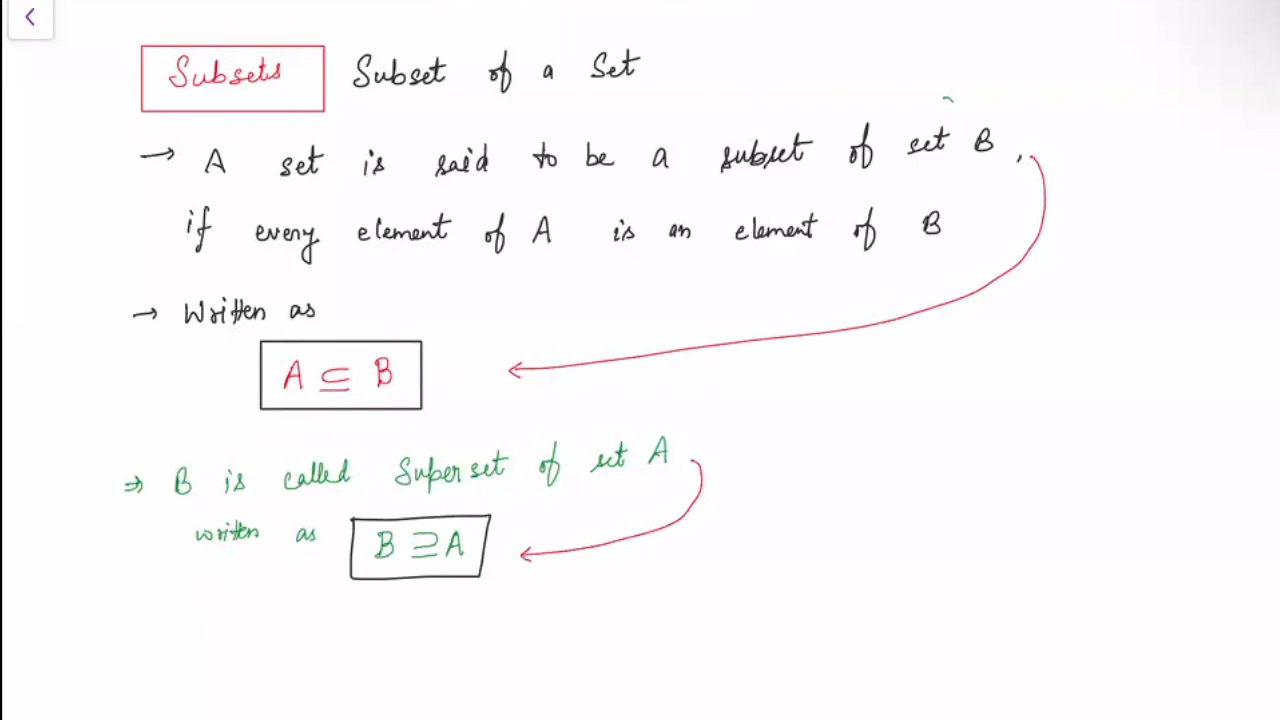 Subsets Subset of a Set
→ A set is said to be a subset of set B,
if every element of A is an element of B
→ Written as
A ⊆ B
⇒ B is called Superset of set A
written as B ⊇ A